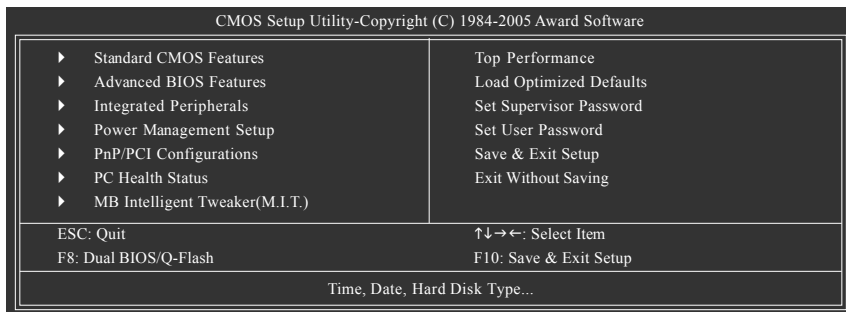 CMOS Setup Utility-Copyright (C) 1984-2005 Award Software
Standard CMOS Features
Advanced BIOS Features
Integrated Peripherals
Power Management Setup
PnP/PCI Configurations
PC Health Status
MB Intelligent Tweaker(M.I.T.)
Top Performance
Load Optimized Defaults
Set Supervisor Password
Set User Password
Save & Exit Setup
Exit Without Saving
ESC: Quit
↑↓→←: Select Item
F8: Dual BIOS/Q-Flash
F10: Save & Exit Setup
Time, Date, Hard Disk Type...